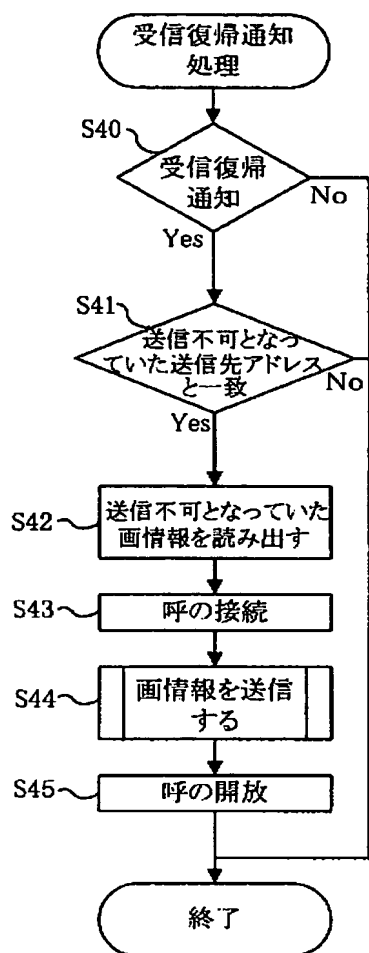 受信復帰通知
処理
S40
受信復帰
通知
No
Yes
S41
送信不可となっ
ていた送信先アドレス
と一致
No
Yes
S42
送信不可となっていた
画情報を読み出す
S43
呼の接続
S44
画情報を送信
する
S45
呼の開放
終了